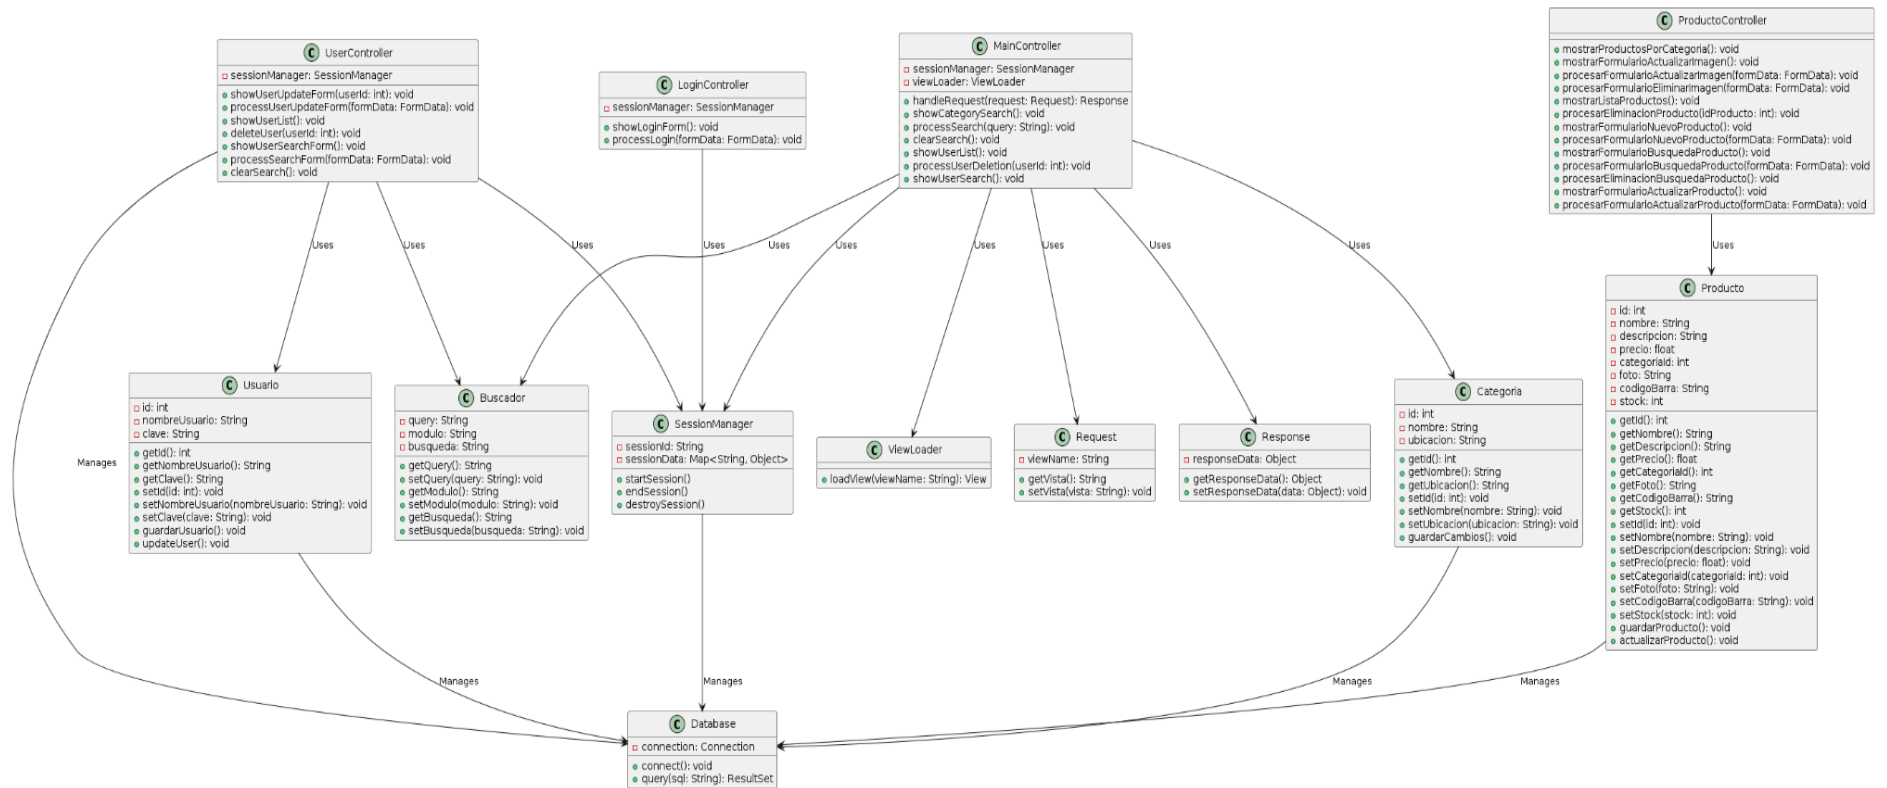 UserController
sessionManager: SessionManager
showUserUpdateForm(userId: int): void
processUserUpdateForm(formData: FormData): void
showUserList(): void
deleteUser(userId: int): void
showUserSearchForm(): void
processSearchForm(formData: FormData): void
clearSearch(): void
LoginController
sessionManager: SessionManager
showLoginForm(): void
processLogin(formData: FormData): void
MainController
sessionManager: SessionManager
viewLoader: ViewLoader
handleRequest(request: Request): Response
showCategorySearch(): void
processSearch(query: String): void
clearSearch(): void
showUserList(): void
processUserDeletion(userId: int): void
showUserSearch(): void
ProductoController
mostrarProductosPorCategoria(): void
mostrarFormularioActualizarImagen(): void
procesarFormularioActualizarImagen(formData: FormData): void
procesarFormularioEliminarImagen(formData: FormData): void
mostrarListaProductos(): void
procesarEliminacionProducto(idProducto: int): void
mostrarFormularioNuevoProducto(): void
procesarFormularioNuevoProducto(formData: FormData): void
mostrarFormularioBusquedaProducto(): void
procesarFormularioBusquedaProducto(formData: FormData): void
procesarEliminacionBusquedaProducto(): void
mostrarFormularioActualizarProducto(): void
procesarFormularioActualizarProducto(formData: FormData): void
Uses
Uses
Uses
Uses
Uses
Uses
Uses
Uses
Uses
Uses
Uses
Usuario
id: int
nombreUsuario: String
clave: String
getId(): int
getNombreUsuario(): String
getClave(): String
setId(id: int): void
setNombreUsuario(nombreUsuario: String): void
setClave(clave: String): void
guardarUsuario(): void
updateUser(): void
Buscador
query: String
modulo: String
busqueda: String
getQuery(): String
setQuery(query: String): void
getModulo(): String
setModulo(modulo: String): void
getBusqueda(): String
setBusqueda(busqueda: String): void
SessionManager
sessionId: String
sessionData: Map<String, Object>
startSession()
endSession()
destroySession()
ViewLoader
loadView(viewName: String): View
Request
viewName: String
getVista(): String
setVista(vista: String): void
Response
responseData: Object
getResponseData(): Object
setResponseData(data: Object): void
Categoria
id: int
nombre: String
ubicacion: String
getId(): int
getNombre(): String
getUbicacion(): String
setId(id: int): void
setNombre(nombre: String): void
setUbicacion(ubicacion: String): void
guardarCambios(): void
Producto
id: int
nombre: String
descripcion: String
precio: float
categoriaId: int
foto: String
codigoBarra: String
stock: int
getId(): int
getNombre(): String
getDescripcion(): String
getPrecio(): float
getCategoriaId(): int
getFoto(): String
getCodigoBarra(): String
getStock(): int
setId(id: int): void
setNombre(nombre: String): void
setDescripcion(descripcion: String): void
setPrecio(precio: float): void
setCategoriaId(categoriaId: int): void
setFoto(foto: String): void
setCodigoBarra(codigoBarra: String): void
setStock(stock: int): void
guardarProducto(): void
actualizarProducto(): void
Manages
Manages
Manages
Manages
Manages
Database
connection: Connection
connect(): void
query(sql: String): ResultSet